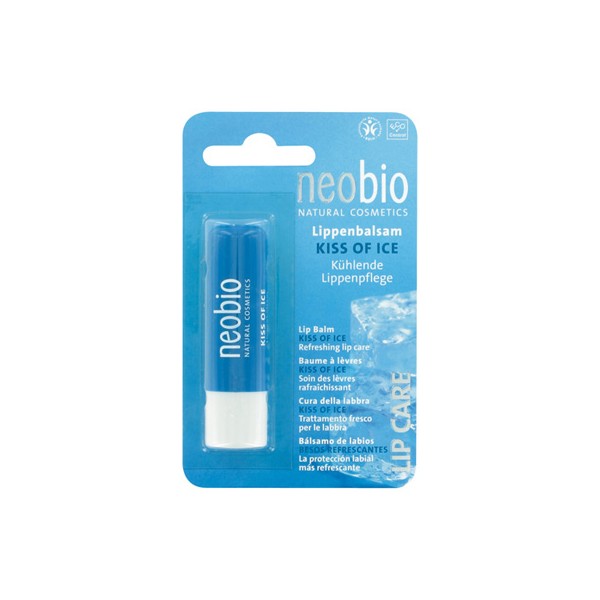 neobio
NATURAL COSMETICS
Lippenbalsam
KISS OF ICE
Kühlende
Lippenpflege
Lip Balm
KISS OF ICE
Refreshing lip care
Baume à lèvres
KISS OF ICE
Soin des lèvres
rafraîchissant
Cura della labbra
KISS OF ICE
Trattamento fresco
per le labbra
Bálsamo de labios
BESOS REFRESCANTES
La protección labial
más refrescante
LIP CARE
neobio
NATURAL COSMETICS
KISS OF ICE